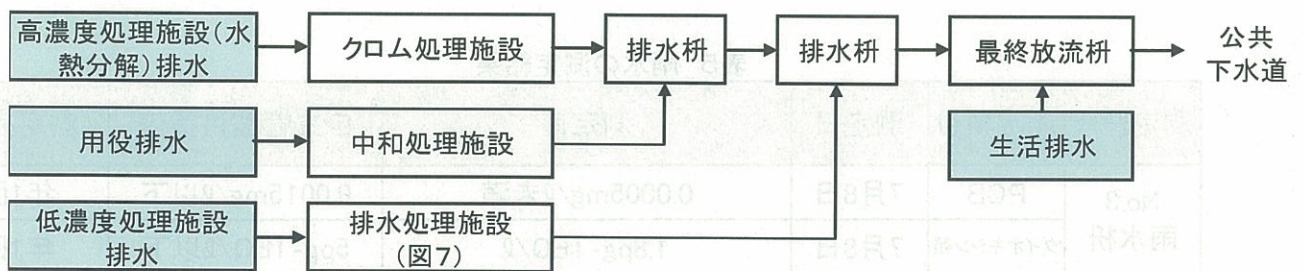 高濃度処理施設(水
熱分解)排水
クロム処理施設
排水枡
排水枡
最終放流枡
公共
下水道
用役排水
中和処理施設
生活排水
低濃度処理施設
排水
排水処理施設
(図7)